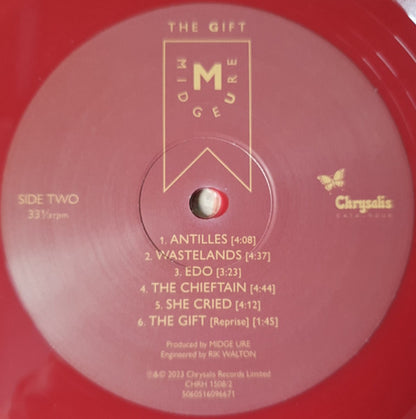 THE GIFT
MIDGE URE
M
SIDE TWO
33⅓rpm
Chrysalis
1. ANTILLES [4:08]
2. WASTELANDS [4:37]
3. EDO [3:23]
4. THE CHIEFTAIN [4:44]
5. SHE CRIED [4:12]
6. THE GIFT [Reprise] [1:45]
Produced by MIDGE URE
Engineered by RIK WALTON
℗&© 2023 Chrysalis Records Limited
CHRH 1508/2
5060516096671